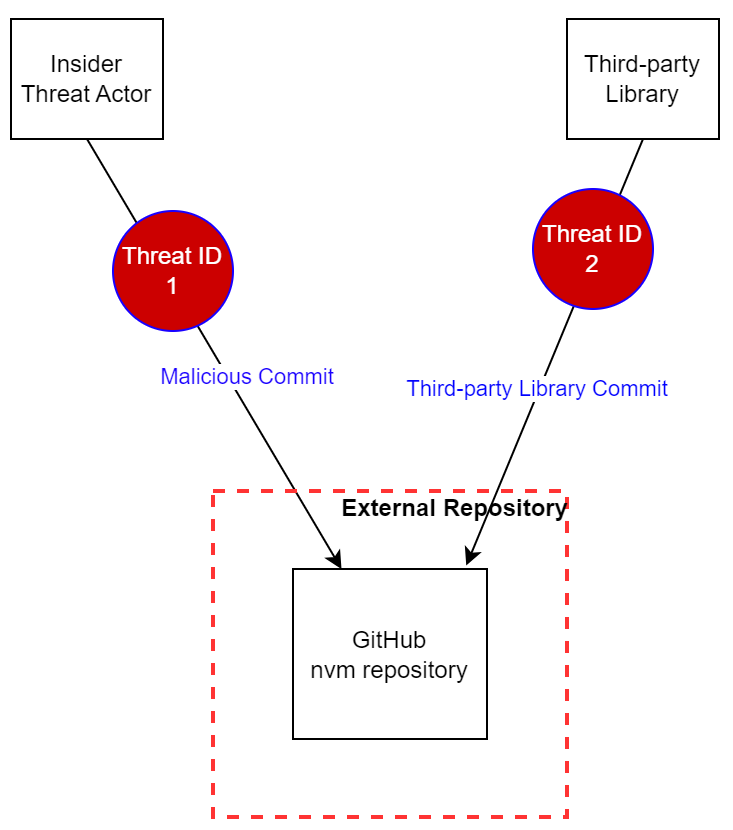 Insider
Threat Actor
Third-party
Library
Threat ID
1
Threat ID
2
Malicious Commit
Third-party Library Commit
External Repository
GitHub
nvm repository